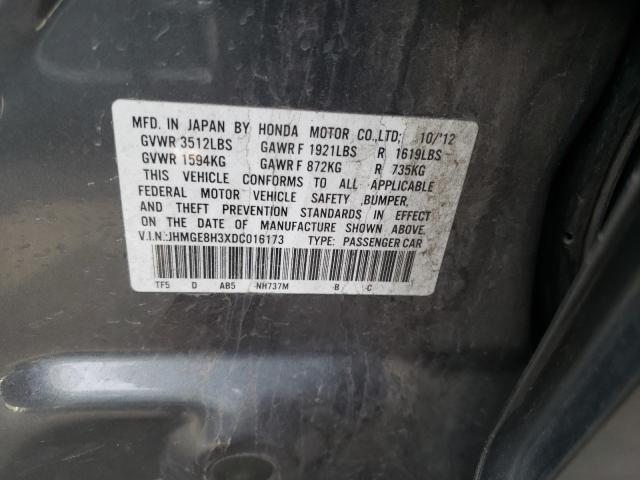 MFD. IN JAPAN BY HONDA MOTOR CO.,LTD; 10/'12
GVWR 3512LBS GAWR F 1921LBS R 1619LBS
GVWR 1594KG GAWR F 872KG R 735KG
THIS VEHICLE CONFORMS TO ALL APPLICABLE
FEDERAL MOTOR VEHICLE SAFETY, BUMPER,
AND THEFT PREVENTION STANDARDS IN EFFECT
ON THE DATE OF MANUFACTURE SHOWN ABOVE.
V.I.N.:JHMGE8H3XDC016173 TYPE: PASSENGER CAR
TF5 D AB5 -NH737M -B -C